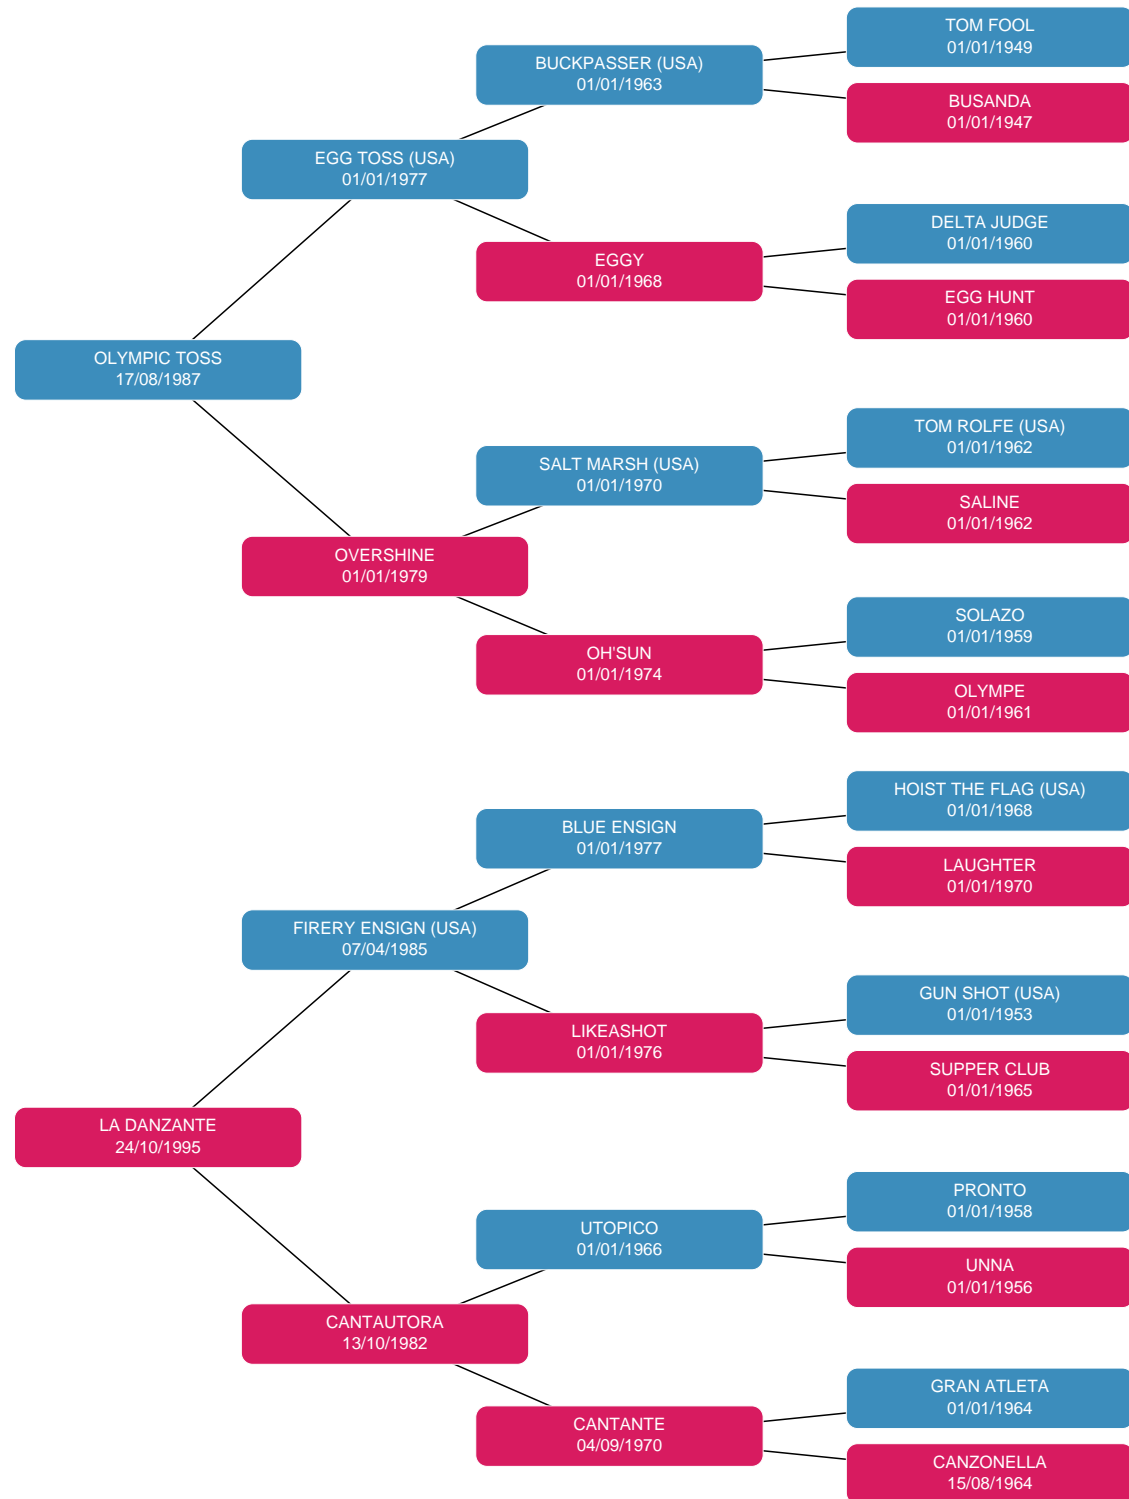 TOM FOOL
01/01/1949
BUCKPASSER (USA)
01/01/1963
BUSANDA
01/01/1947
EGG TOSS (USA)
01/01/1977
DELTA JUDGE
01/01/1960
EGGY
01/01/1968
EGG HUNT
01/01/1960
OLYMPIC TOSS
17/08/1987
TOM ROLFE (USA)
01/01/1962
SALT MARSH (USA)
01/01/1970
SALINE
01/01/1962
OVERSHINE
01/01/1979
SOLAZO
01/01/1959
OH'SUN
01/01/1974
OLYMPE
01/01/1961
HOIST THE FLAG (USA)
01/01/1968
BLUE ENSIGN
01/01/1977
LAUGHTER
01/01/1970
FIRERY ENSIGN (USA)
07/04/1985
GUN SHOT (USA)
01/01/1953
LIKEASHOT
01/01/1976
SUPPER CLUB
01/01/1965
LA DANZANTE
24/10/1995
PRONTO
01/01/1958
UTOPICO
01/01/1966
UNNA
01/01/1956
CANTAUTORA
13/10/1982
GRAN ATLETA
01/01/1964
CANTANTE
04/09/1970
CANZONELLA
15/08/1964